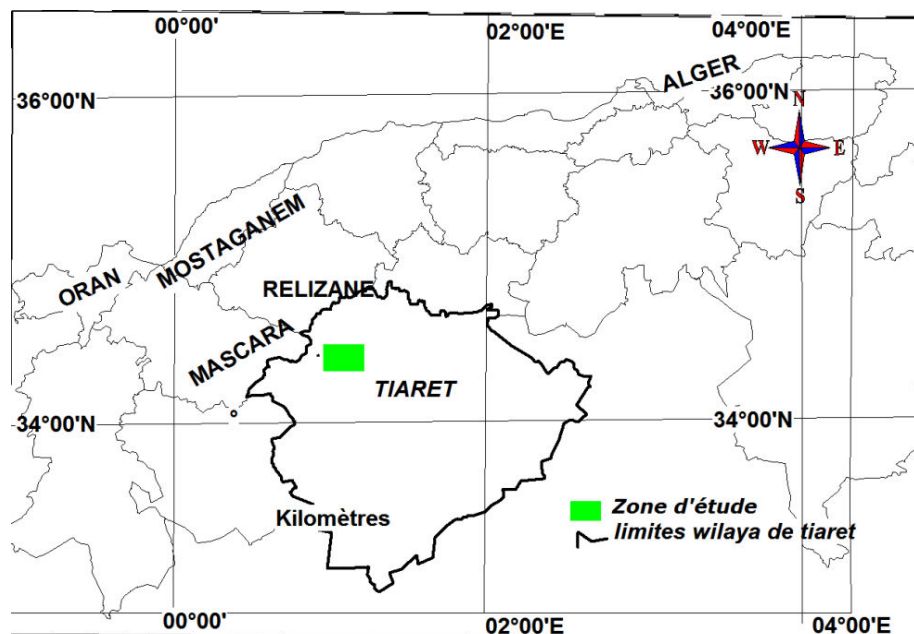 00°00'
02°00'E
04°00'E
ALGER
36°00'N
36°00'N
N
W
E
S
MOSTAGANEM
ORAN
RELIZANE
MASCARA
TIARET
34°00'N
34°00'N
Kilomètres
Zone d'étude
limites wilaya de tiaret
00°00'
02°00'E
04°00'E